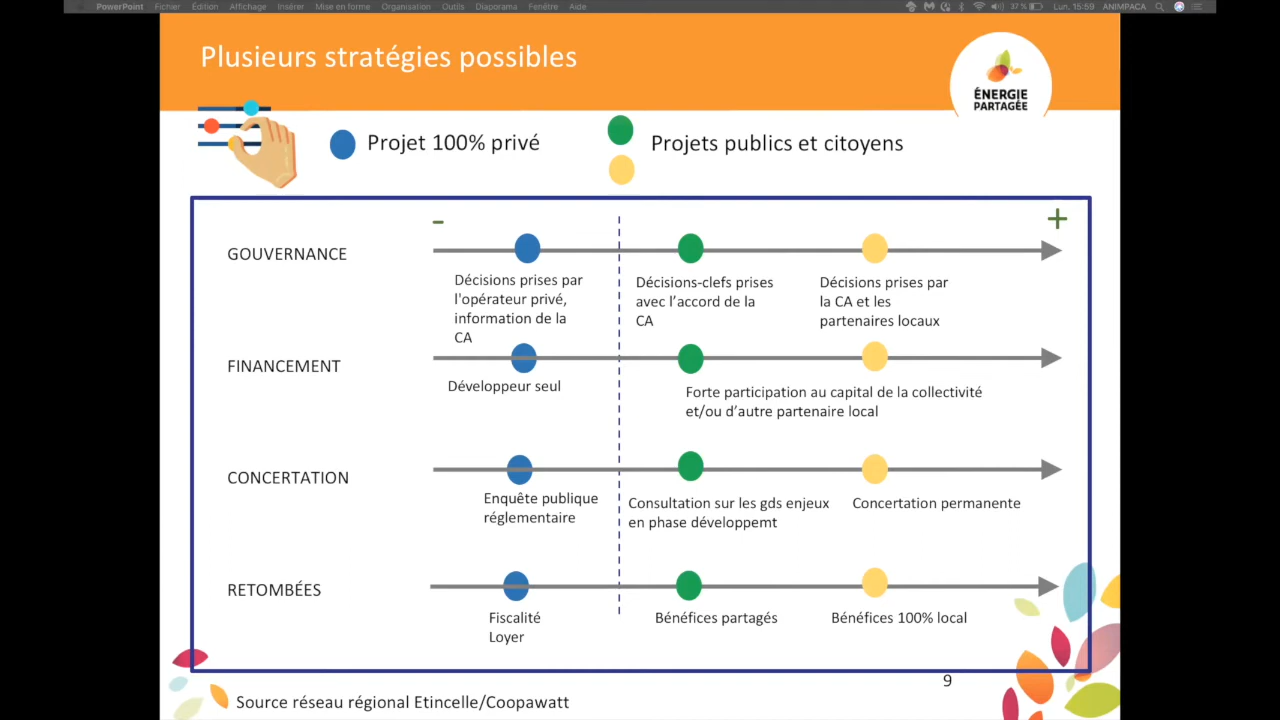 PowerPoint Fichier Édition Affichage Insérer Mise en forme Organisation Outils Diaporama Fenêtre Aide 37 % Lun. 15:59 ANIMPACA
Plusieurs stratégies possibles
ÉNERGIE
PARTAGÉE
Projet 100% privé
Projets publics et citoyens
- +
GOUVERNANCE
Décisions prises par
l'opérateur privé,
information de la
CA
Décisions-clefs prises
avec l’accord de la
CA
Décisions prises par
la CA et les
partenaires locaux
FINANCEMENT
Développeur seul
Forte participation au capital de la collectivité
et/ou d’autre partenaire local
CONCERTATION
Enquête publique
réglementaire
Consultation sur les gds enjeux
en phase développemt
Concertation permanente
RETOMBÉES
Fiscalité
Loyer
Bénéfices partagés
Bénéfices 100% local
9
Source réseau régional Etincelle/Coopawatt